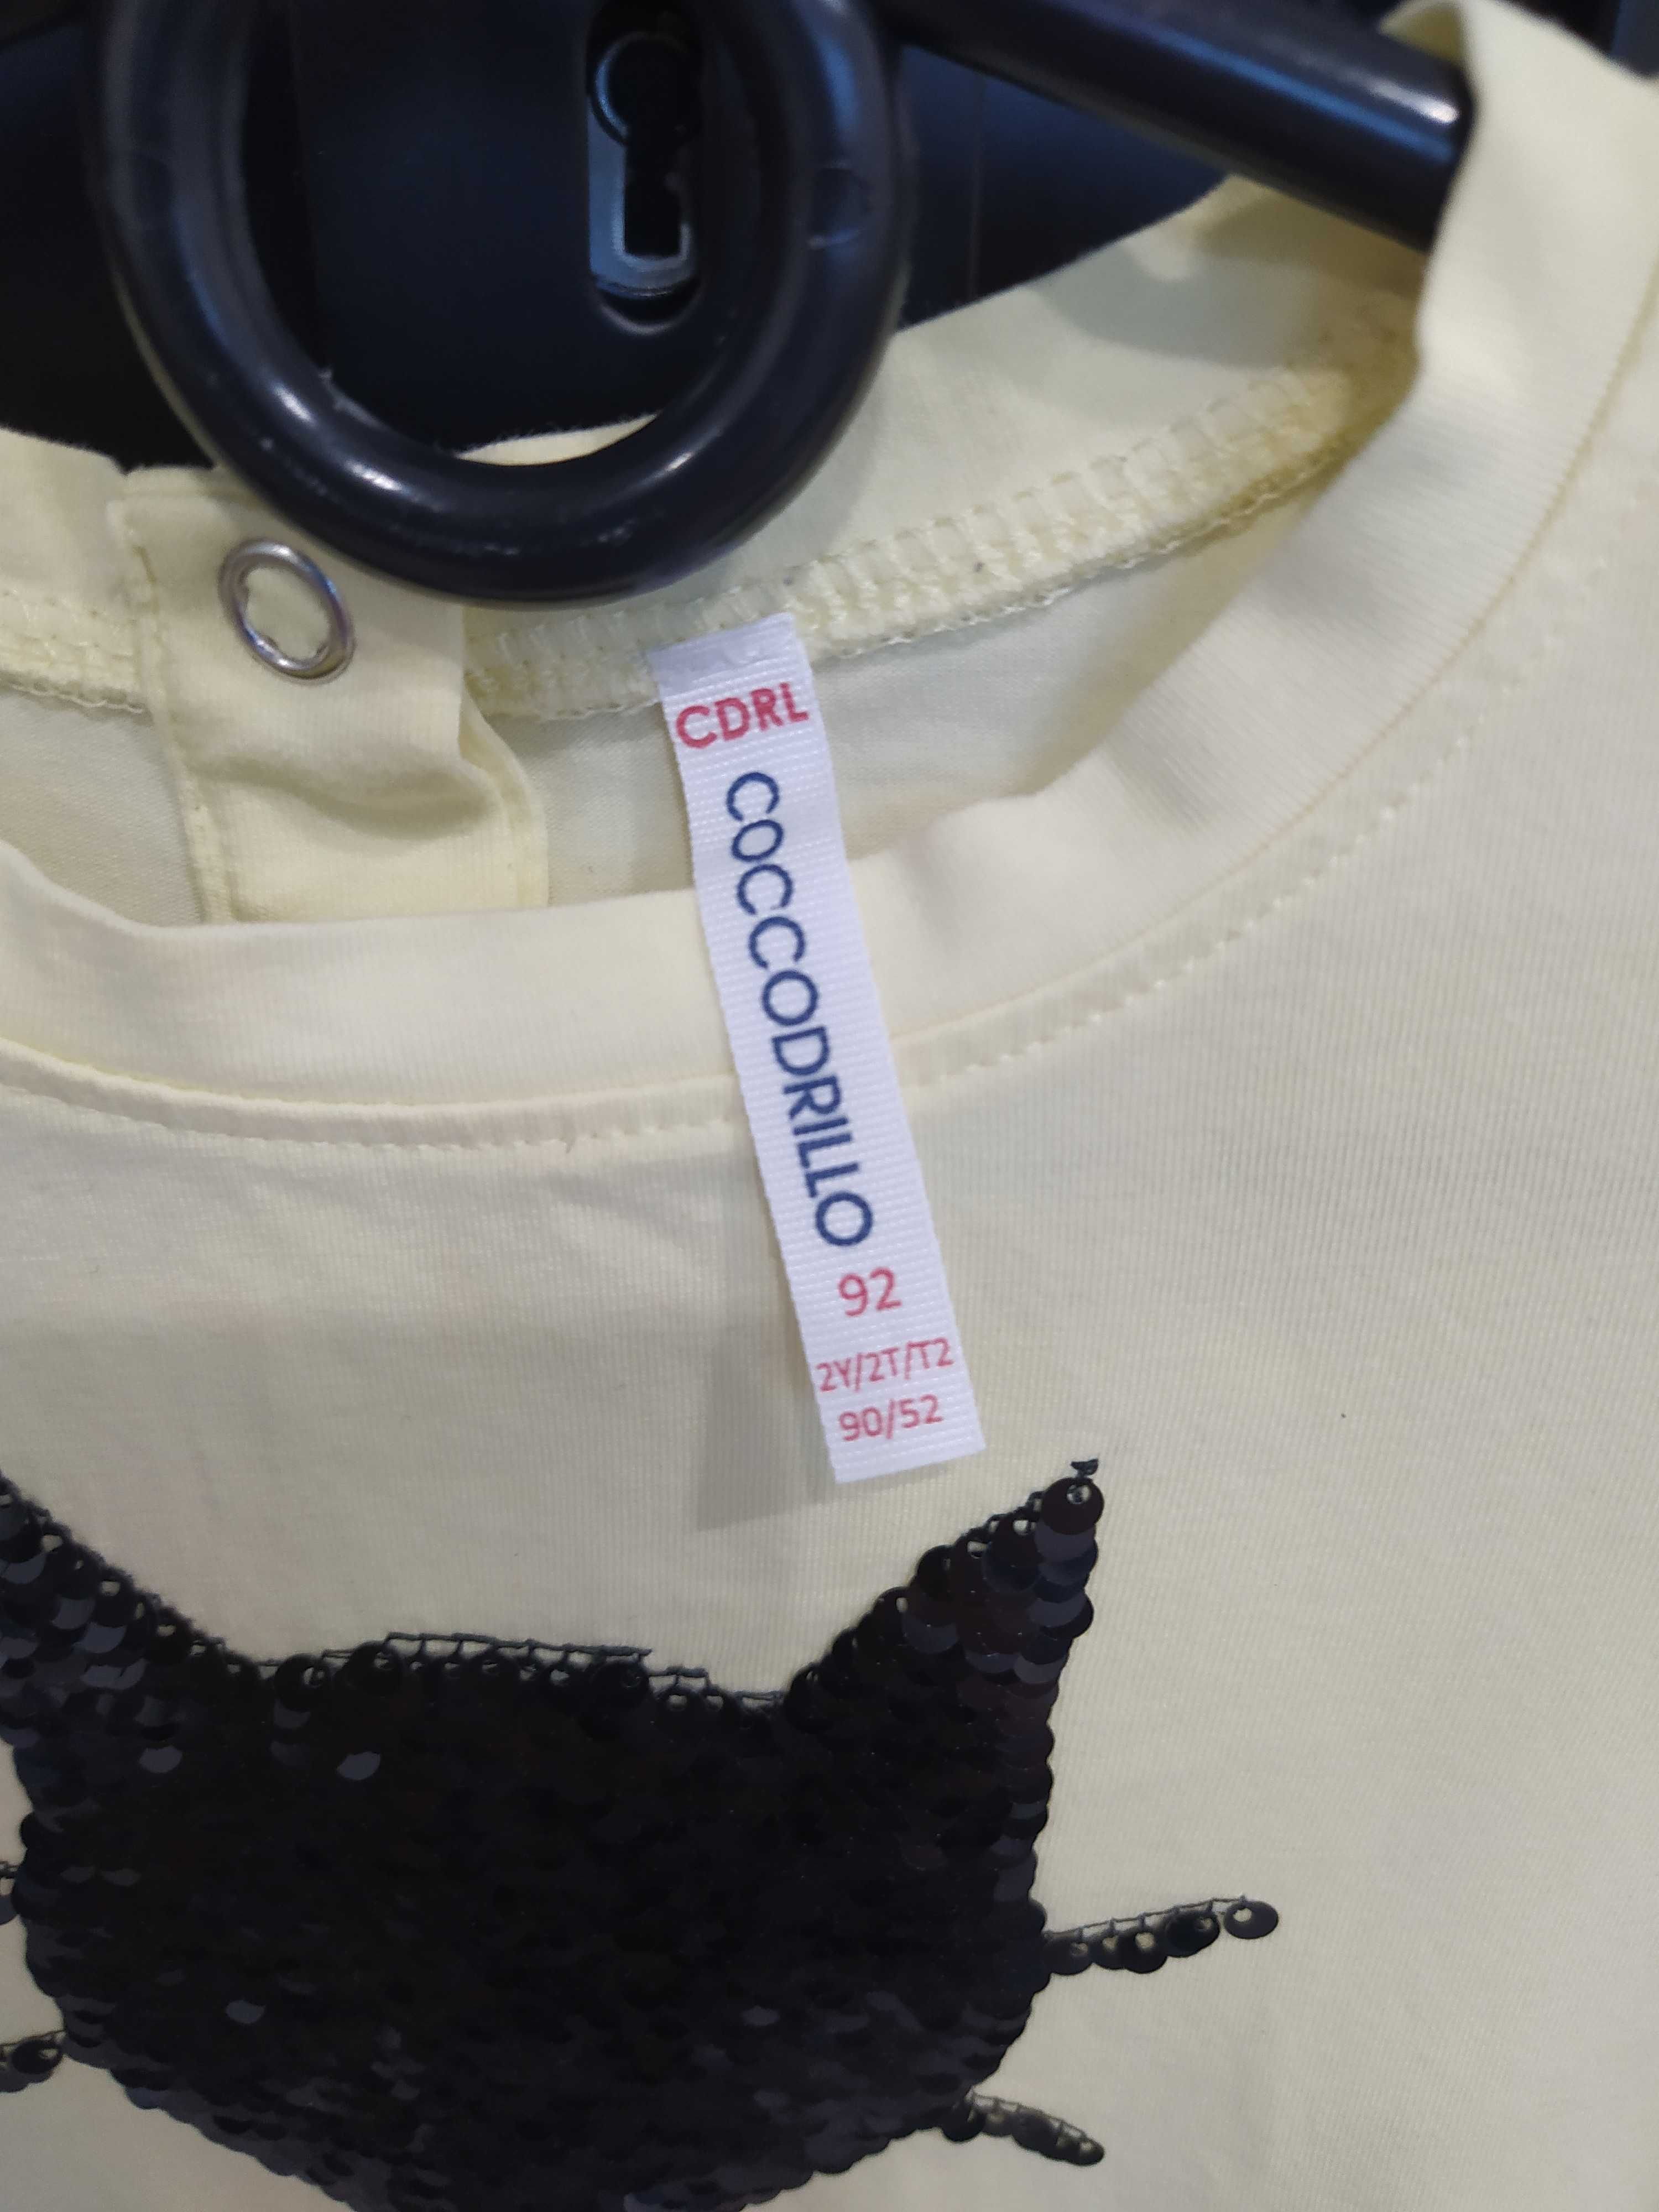 CDRL
COCCODRILLO
92
2Y/2T/T2
90/52